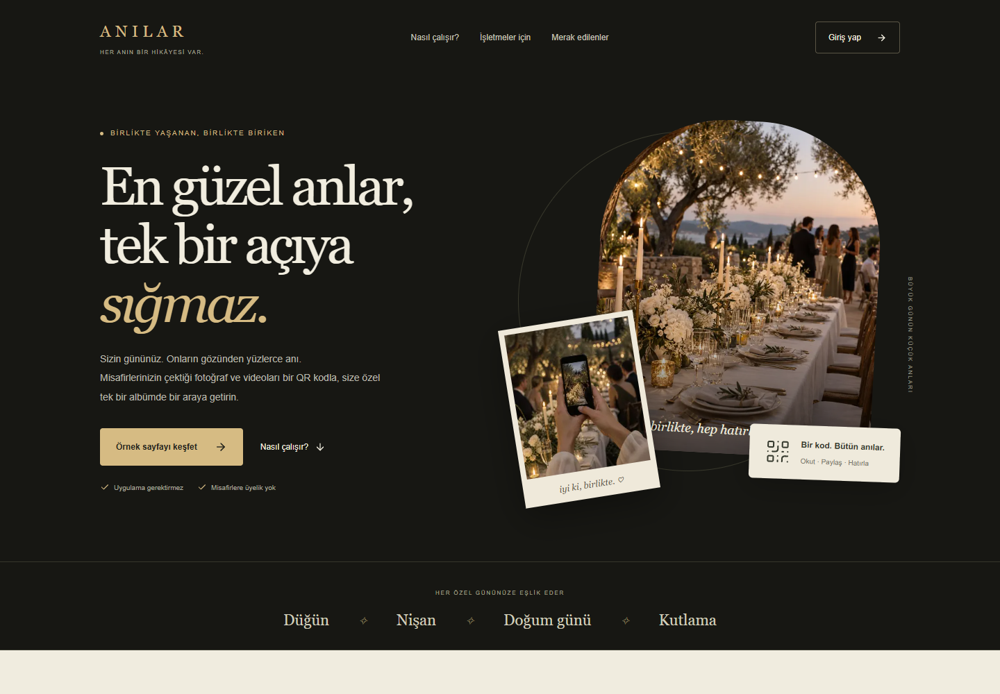 ANILAR
HER ANIN BİR HİKÂYESİ VAR.
Nasıl çalışır?
İşletmeler için
Merak edilenler
Giriş yap
BİRLİKTE YAŞANAN, BİRLİKTE BİRİKEN
En güzel anlar,
tek bir açıya
sığmaz.
Sizin gününüz. Onların gözünden yüzlerce anı.
Misafirlerinizin çektiği fotoğraf ve videoları bir QR kodla, size özel
tek bir albümde bir araya getirin.
Örnek sayfayı keşfet
Nasıl çalışır?
Uygulama gerektirmez
Misafirlere üyelik yok
birlikte, hep
iyi ki, birlikte. ♡
Bir kod. Bütün anılar.
Okut · Paylaş · Hatırla
BÜYÜK GÜNÜN KÜÇÜK ANLARI
HER ÖZEL GÜNÜNÜZE EŞLİK EDER
Düğün
Nişan
Doğum günü
Kutlama